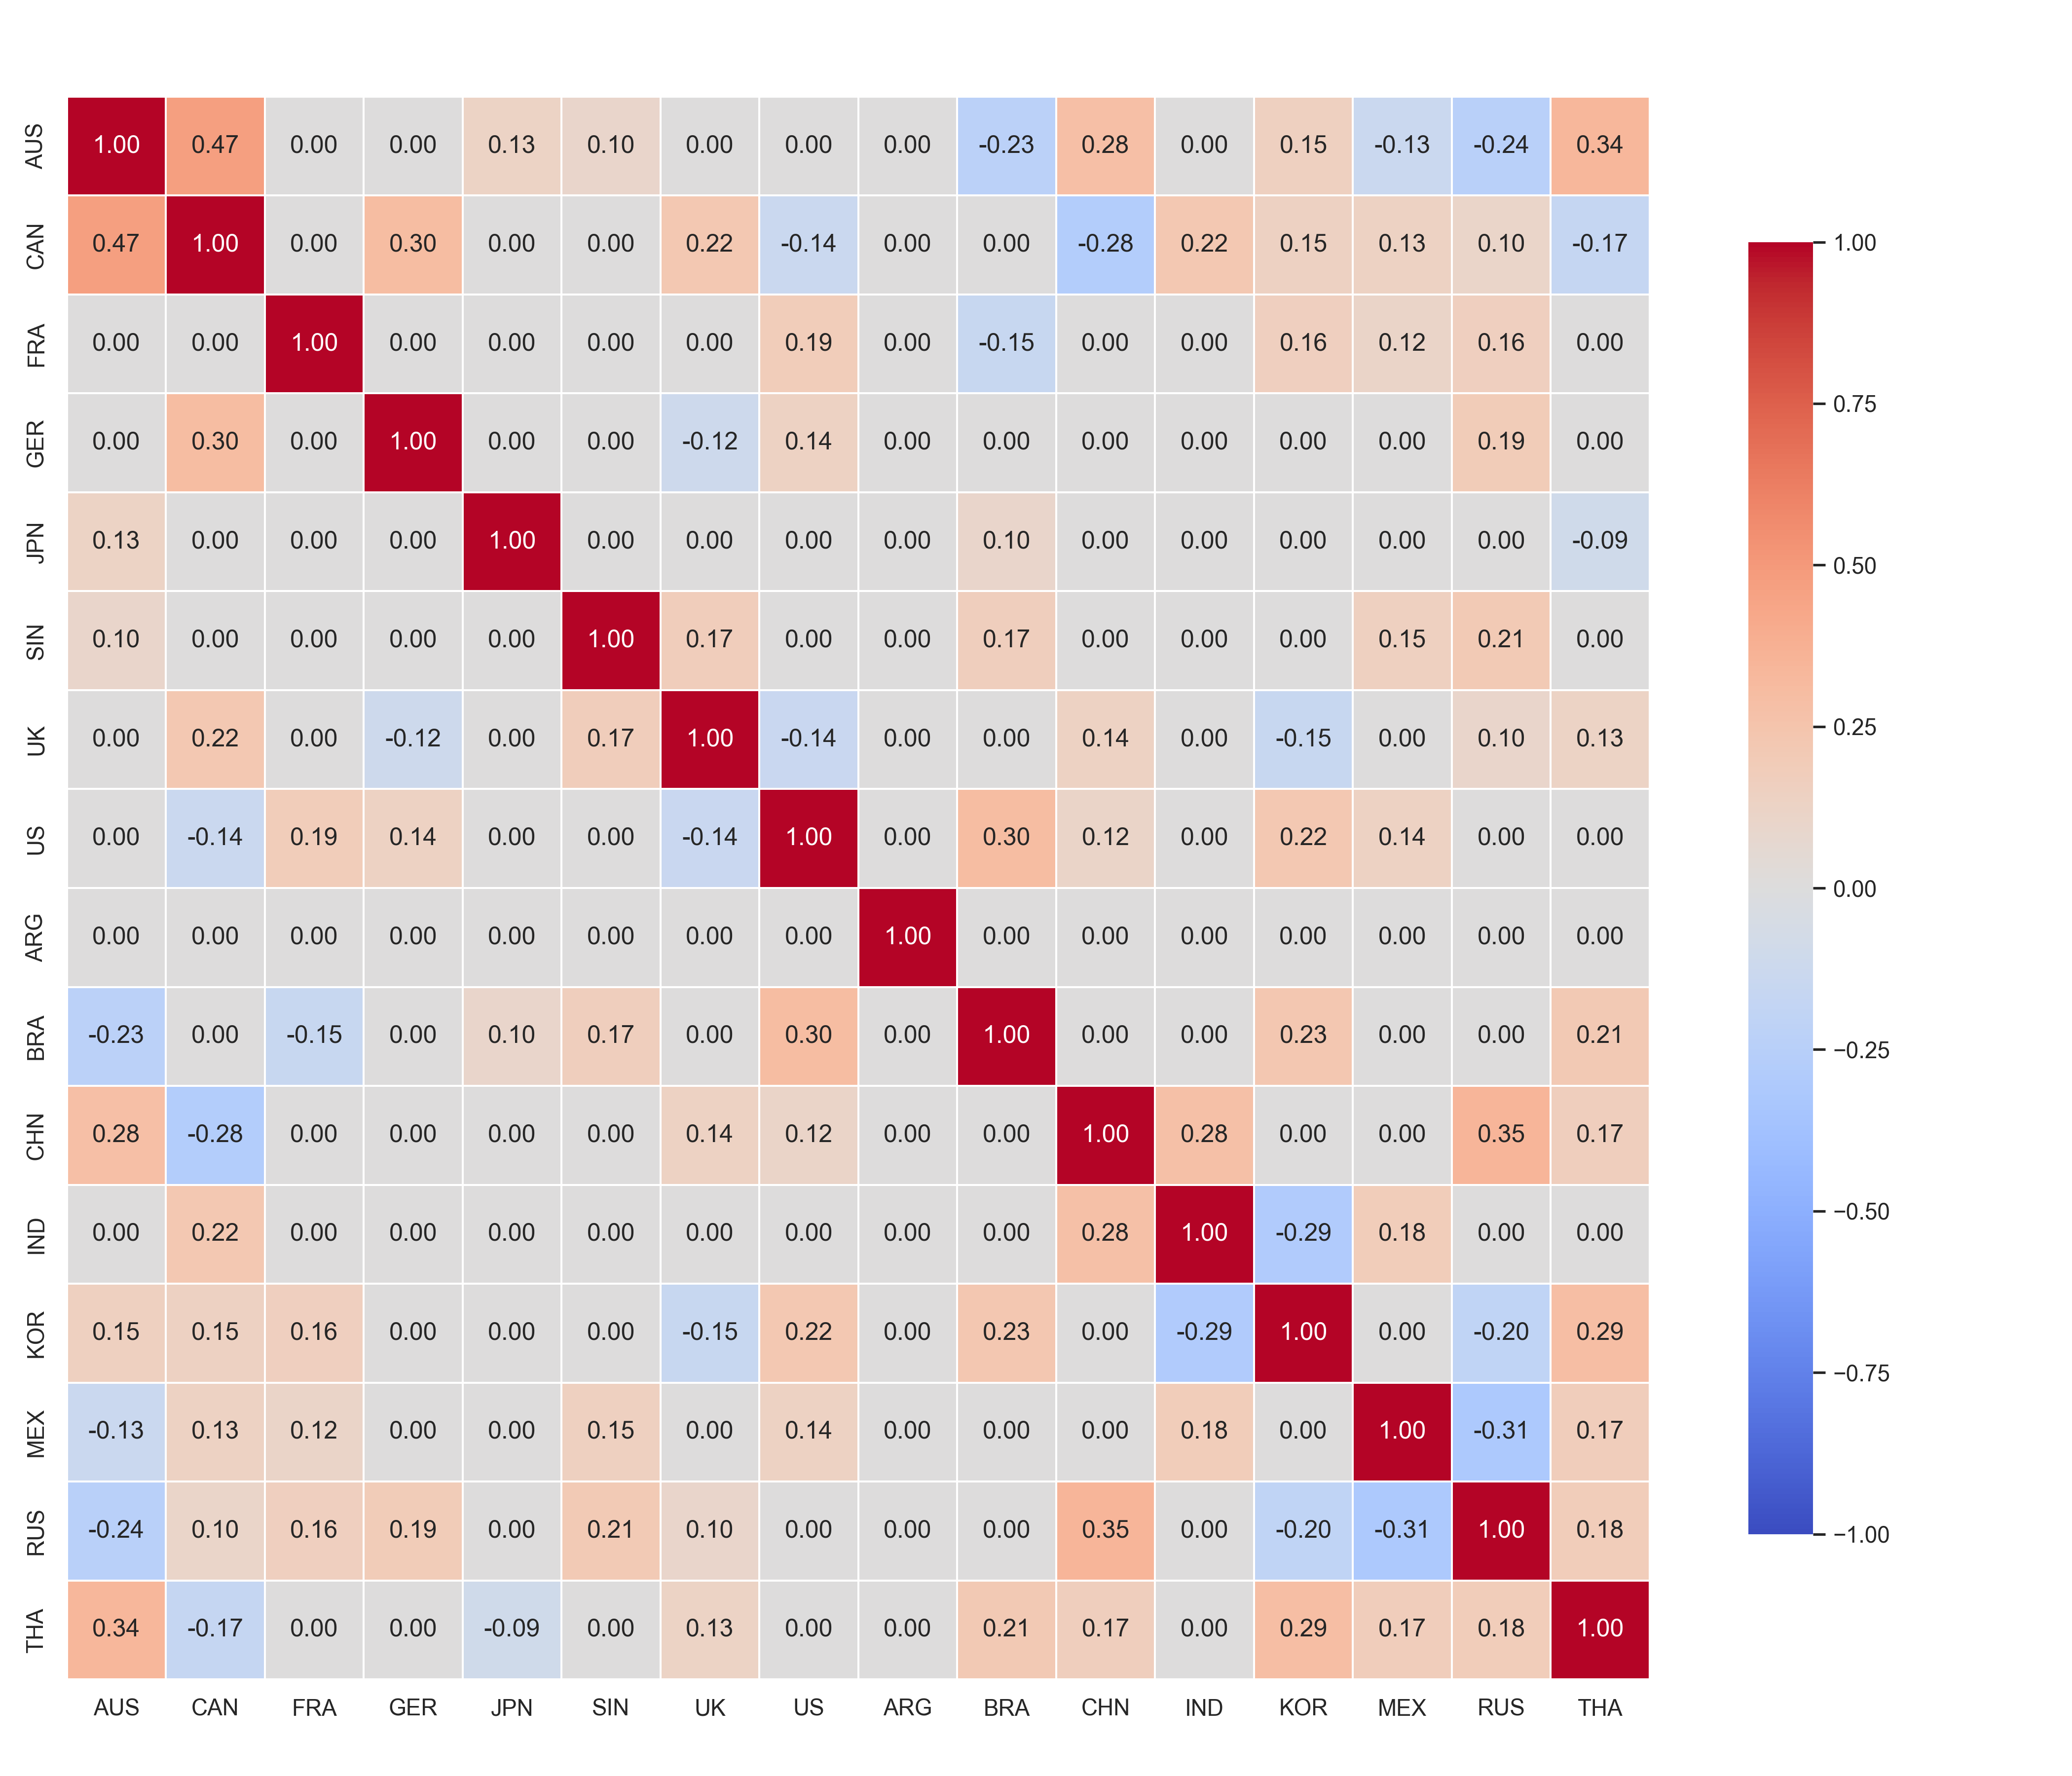 AUS 1.00 0.47 0.00 0.00 0.13 0.10 0.00 0.00 0.00 -0.23 0.28 0.00 0.15 -0.13 -0.24 0.34
CAN 0.47 1.00 0.00 0.30 0.00 0.00 0.22 -0.14 0.00 0.00 -0.28 0.22 0.15 0.13 0.10 -0.17
FRA 0.00 0.00 1.00 0.00 0.00 0.00 0.00 0.19 0.00 -0.15 0.00 0.00 0.16 0.12 0.16 0.00
GER 0.00 0.30 0.00 1.00 0.00 0.00 -0.12 0.14 0.00 0.00 0.00 0.00 0.00 0.00 0.19 0.00
JPN 0.13 0.00 0.00 0.00 1.00 0.00 0.00 0.00 0.00 0.10 0.00 0.00 0.00 0.00 0.00 -0.09
SIN 0.10 0.00 0.00 0.00 0.00 1.00 0.17 0.00 0.00 0.17 0.00 0.00 0.00 0.15 0.21 0.00
UK 0.00 0.22 0.00 -0.12 0.00 0.17 1.00 -0.14 0.00 0.00 0.14 0.00 -0.15 0.00 0.10 0.13
US 0.00 -0.14 0.19 0.14 0.00 0.00 -0.14 1.00 0.00 0.30 0.12 0.00 0.22 0.14 0.00 0.00
ARG 0.00 0.00 0.00 0.00 0.00 0.00 0.00 0.00 1.00 0.00 0.00 0.00 0.00 0.00 0.00 0.00
BRA -0.23 0.00 -0.15 0.00 0.10 0.17 0.00 0.30 0.00 1.00 0.00 0.00 0.23 0.00 0.00 0.21
CHN 0.28 -0.28 0.00 0.00 0.00 0.00 0.14 0.12 0.00 0.00 1.00 0.28 0.00 0.00 0.35 0.17
IND 0.00 0.22 0.00 0.00 0.00 0.00 0.00 0.00 0.00 0.00 0.28 1.00 -0.29 0.18 0.00 0.00
KOR 0.15 0.15 0.16 0.00 0.00 0.00 -0.15 0.22 0.00 0.23 0.00 -0.29 1.00 0.00 -0.20 0.29
MEX -0.13 0.13 0.12 0.00 0.00 0.15 0.00 0.14 0.00 0.00 0.00 0.18 0.00 1.00 -0.31 0.17
RUS -0.24 0.10 0.16 0.19 0.00 0.21 0.10 0.00 0.00 0.00 0.35 0.00 -0.20 -0.31 1.00 0.18
THA 0.34 -0.17 0.00 0.00 -0.09 0.00 0.13 0.00 0.00 0.21 0.17 0.00 0.29 0.17 0.18 1.00
AUS CAN FRA GER JPN SIN UK US ARG BRA CHN IND KOR MEX RUS THA
1.00
0.75
0.50
0.25
0.00
−0.25
−0.50
−0.75
−1.00